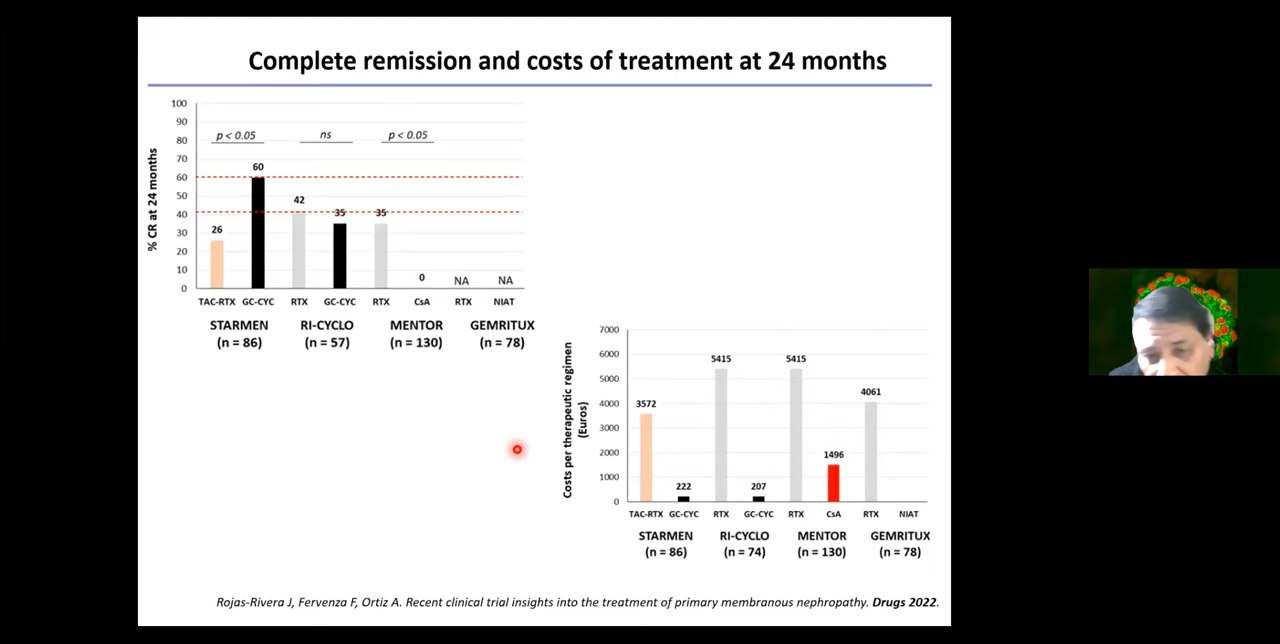 Complete remission and costs of treatment at 24 months
% CR at 24 months
100
90
80
70
60
50
40
30
20
10
0
p < 0.05
ns
p < 0.05
26
60
42
35
35
0
NA
NA
TAC-RTX GC-CYC RTX GC-CYC RTX CsA RTX NIAT
STARMEN RI-CYCLO MENTOR GEMRITUX
(n = 86) (n = 57) (n = 130) (n = 78)
Costs per therapeutic regimen
(Euros)
7000
6000
5000
4000
3000
2000
1000
0
3572
222
5415
207
5415
1496
4061
TAC-RTX GC-CYC RTX GC-CYC RTX CsA RTX NIAT
STARMEN RI-CYCLO MENTOR GEMRITUX
(n = 86) (n = 74) (n = 130) (n = 78)
Rojas-Rivera J, Fervenza F, Ortiz A. Recent clinical trial insights into the treatment of primary membranous nephropathy. Drugs 2022.